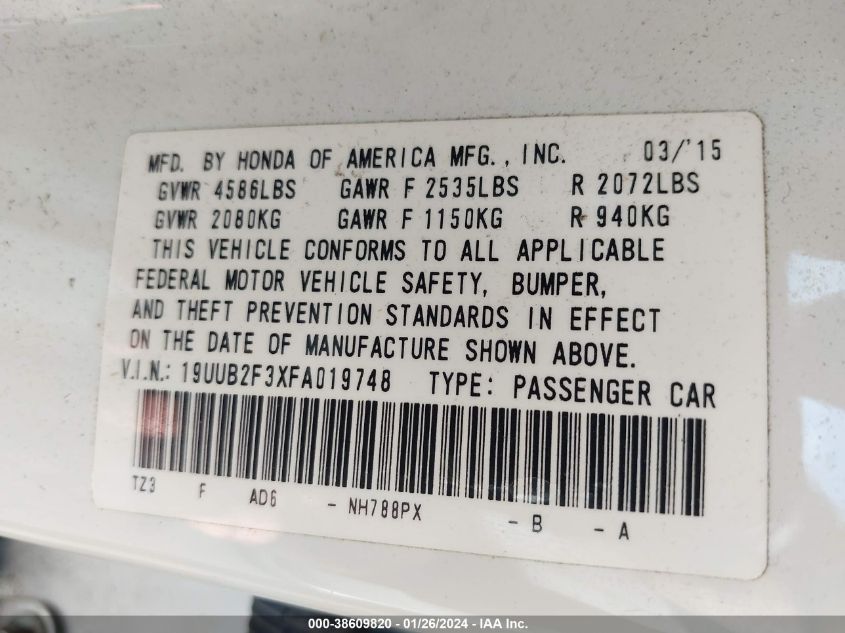 MFD. BY HONDA OF AMERICA MFG., INC. 03/'15
GVWR 4586LBS GAWR F 2535LBS R 2072LBS
GVWR 2080KG GAWR F 1150KG R 940KG
THIS VEHICLE CONFORMS TO ALL APPLICABLE
FEDERAL MOTOR VEHICLE SAFETY, BUMPER,
AND THEFT PREVENTION STANDARDS IN EFFECT
ON THE DATE OF MANUFACTURE SHOWN ABOVE.
V.I.N.: 19UUB2F3XFA019748 TYPE: PASSENGER CAR
TZ3 F AD6 - NH788PX - B - A
000-38609820 - 01/26/2024 - IAA Inc.